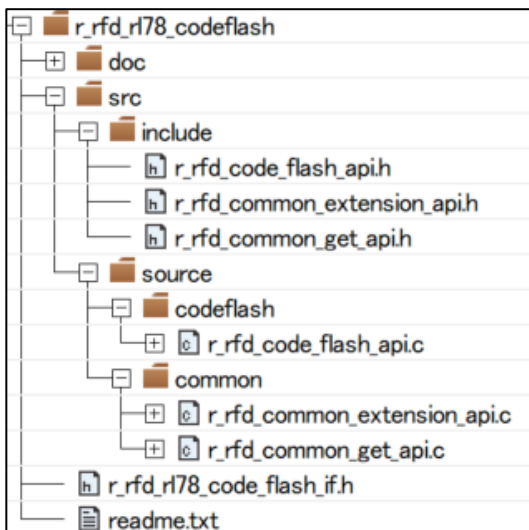 r_rfd_rl78_codeflash
doc
src
include
r_rfd_code_flash_api.h
r_rfd_common_extension_api.h
r_rfd_common_get_api.h
source
codeflash
r_rfd_code_flash_api.c
common
r_rfd_common_extension_api.c
r_rfd_common_get_api.c
r_rfd_rl78_code_flash_if.h
readme.txt